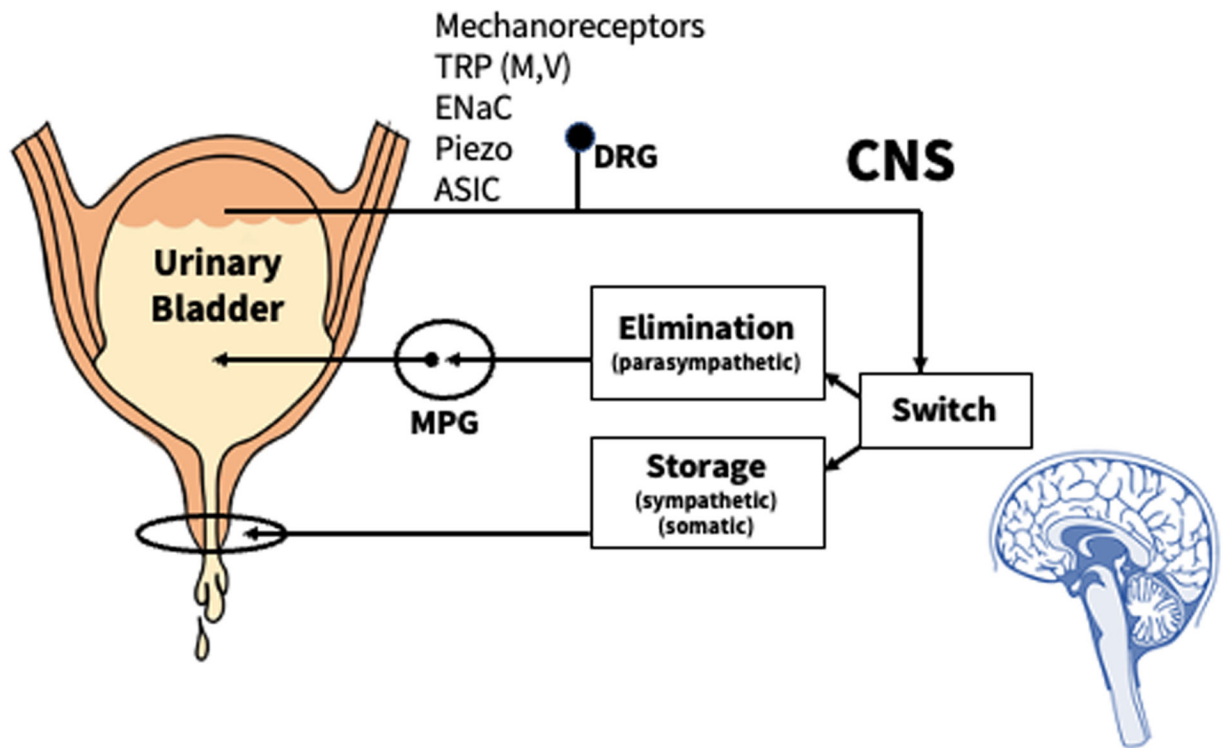 Mechanoreceptors
TRP (M,V)
ENaC
Piezo
ASIC
DRG
CNS
Urinary
Bladder
Elimination
(parasympathetic)
MPG
Switch
Storage
(sympathetic)
(somatic)